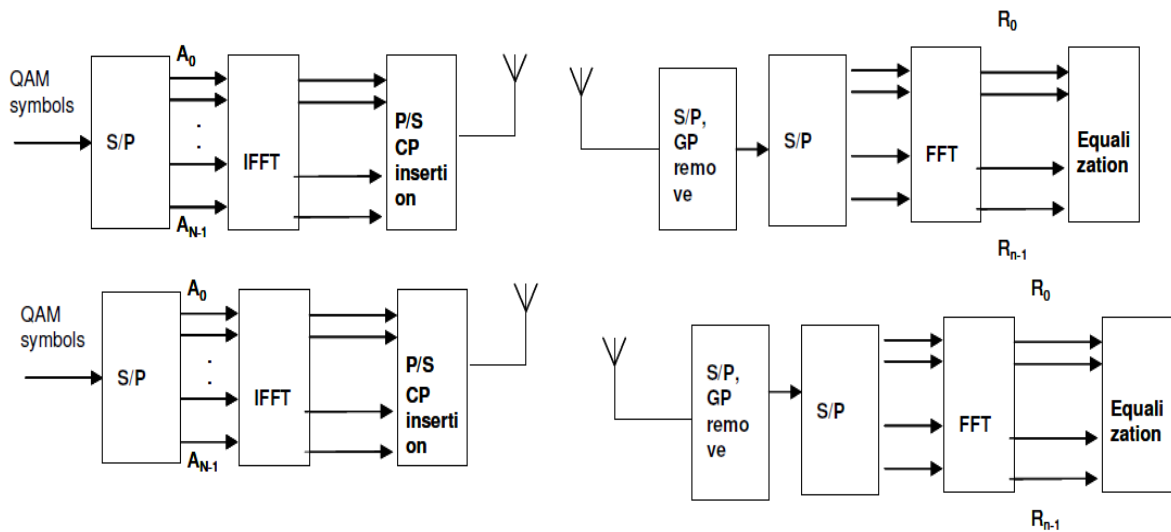 A0
R0
QAM
symbols
S/P
IFFT
P/S
CP
inserti
on
S/P,
GP
remo
ve
S/P
FFT
Equali
zation
AN-1
Rn-1
A0
R0
QAM
symbols
S/P
IFFT
P/S
CP
inserti
on
S/P,
GP
remo
ve
S/P
FFT
Equali
zation
AN-1
Rn-1